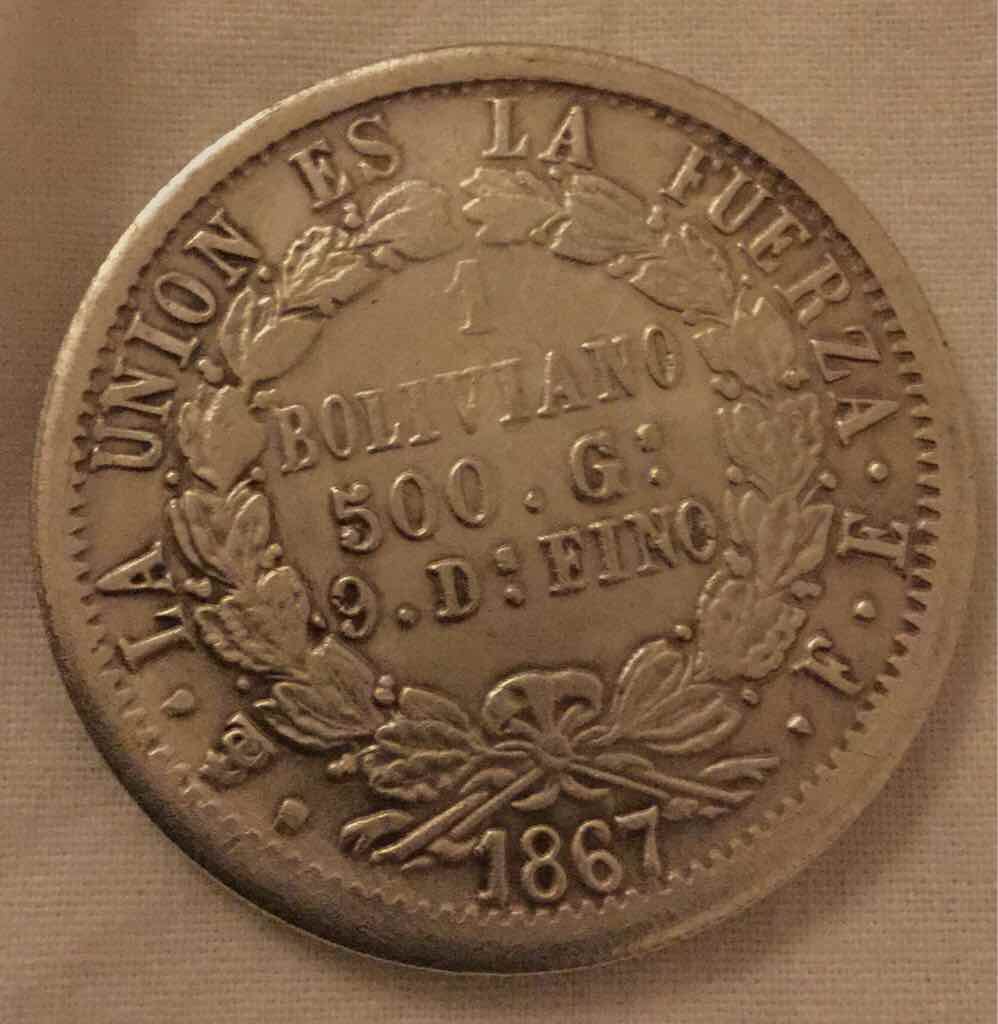 . LA UNION ES LA FUERZA . F . E .
1
BOLIVIANO
500 . G:
9 . D: FINO
1867